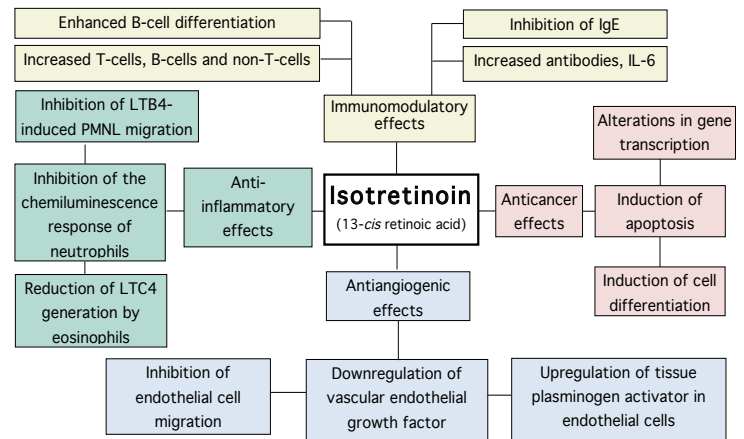 Enhanced B-cell differentiation
Increased T-cells, B-cells and non-T-cells
Inhibition of IgE
Increased antibodies, IL-6
Immunomodulatory
effects
Inhibition of LTB4-
induced PMNL migration
Inhibition of the
chemiluminescence
response of
neutrophils
Reduction of LTC4
generation by
eosinophils
Anti-
inflammatory
effects
Isotretinoin
(13-cis retinoic acid)
Anticancer
effects
Alterations in gene
transcription
Induction of
apoptosis
Induction of cell
differentiation
Antiangiogenic
effects
Inhibition of
endothelial cell
migration
Downregulation of
vascular endothelial
growth factor
Upregulation of tissue
plasminogen activator in
endothelial cells